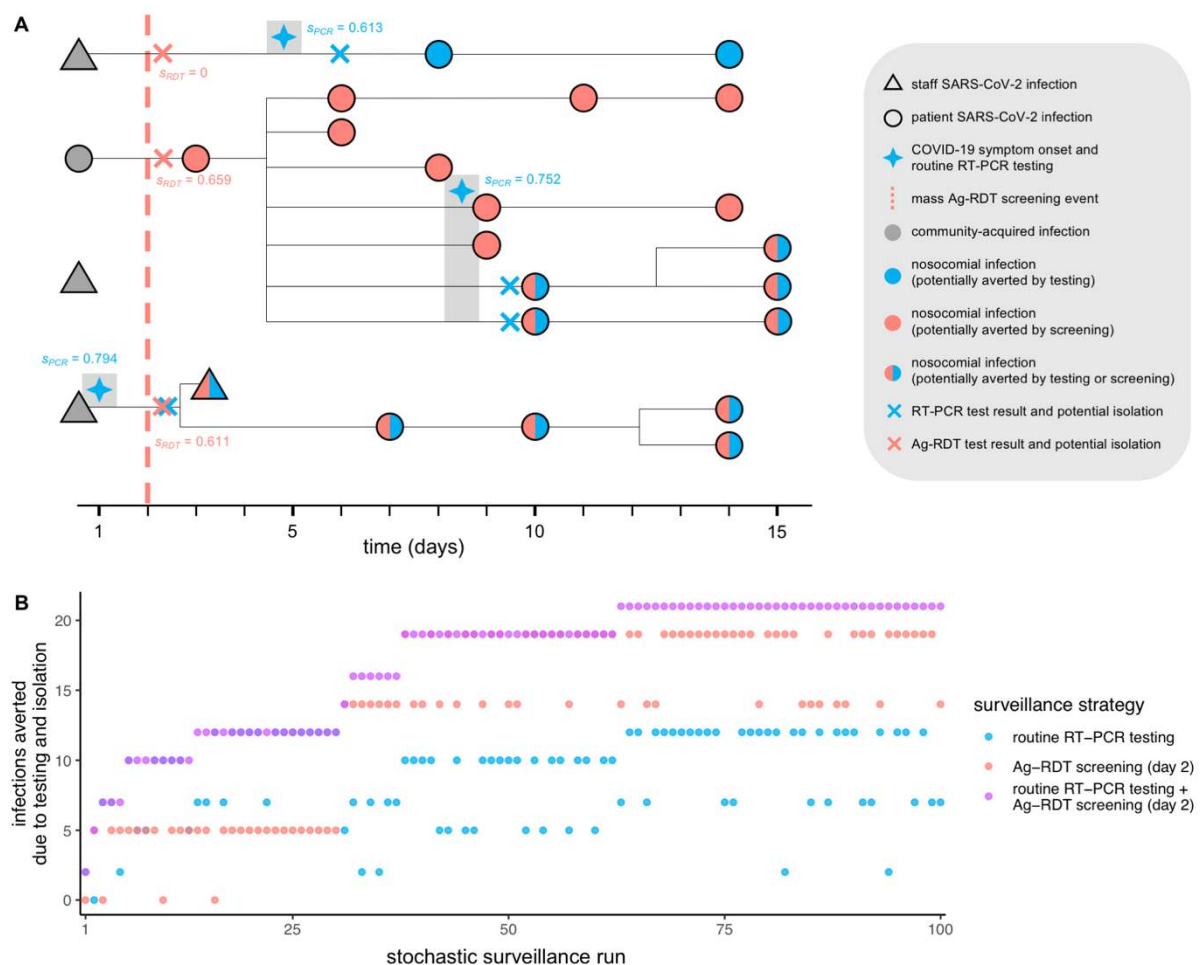 A
sPCR = 0.613
sRDT = 0
sRDT = 0.659
sPCR = 0.752
sPCR = 0.794
sRDT = 0.611
1
5
10
15
time (days)
staff SARS-CoV-2 infection
patient SARS-CoV-2 infection
COVID-19 symptom onset and
routine RT-PCR testing
mass Ag-RDT screening event
community-acquired infection
nosocomial infection
(potentially averted by testing)
nosocomial infection
(potentially averted by screening)
nosocomial infection
(potentially averted by testing or screening)
RT-PCR test result and potential isolation
Ag-RDT test result and potential isolation
B
infections averted
due to testing and isolation
20
15
10
5
0
1
25
50
75
100
stochastic surveillance run
surveillance strategy
routine RT−PCR testing
Ag−RDT screening (day 2)
routine RT−PCR testing +
Ag−RDT screening (day 2)